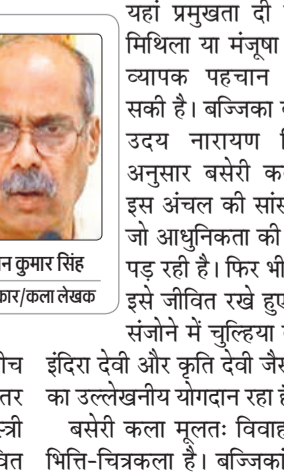 यहां प्रमुखता दी
मिथिला या मंजूषा
व्यापक पहचान
सकी है। बज्जिका
उदय नारायण
अनुसार बसेरी
इस अंचल की
जो आधुनिकता की
पड़ रही है। फिर भी
इसे जीवित रखे
संजोने में चुल्हिया
कुमार सिंह
कार/कला लेखक
इंदिरा देवी और कृति देवी
का उल्लेखनीय योगदान रहा
बसेरी कला मूलतः
भित्ति-चित्रकला है।